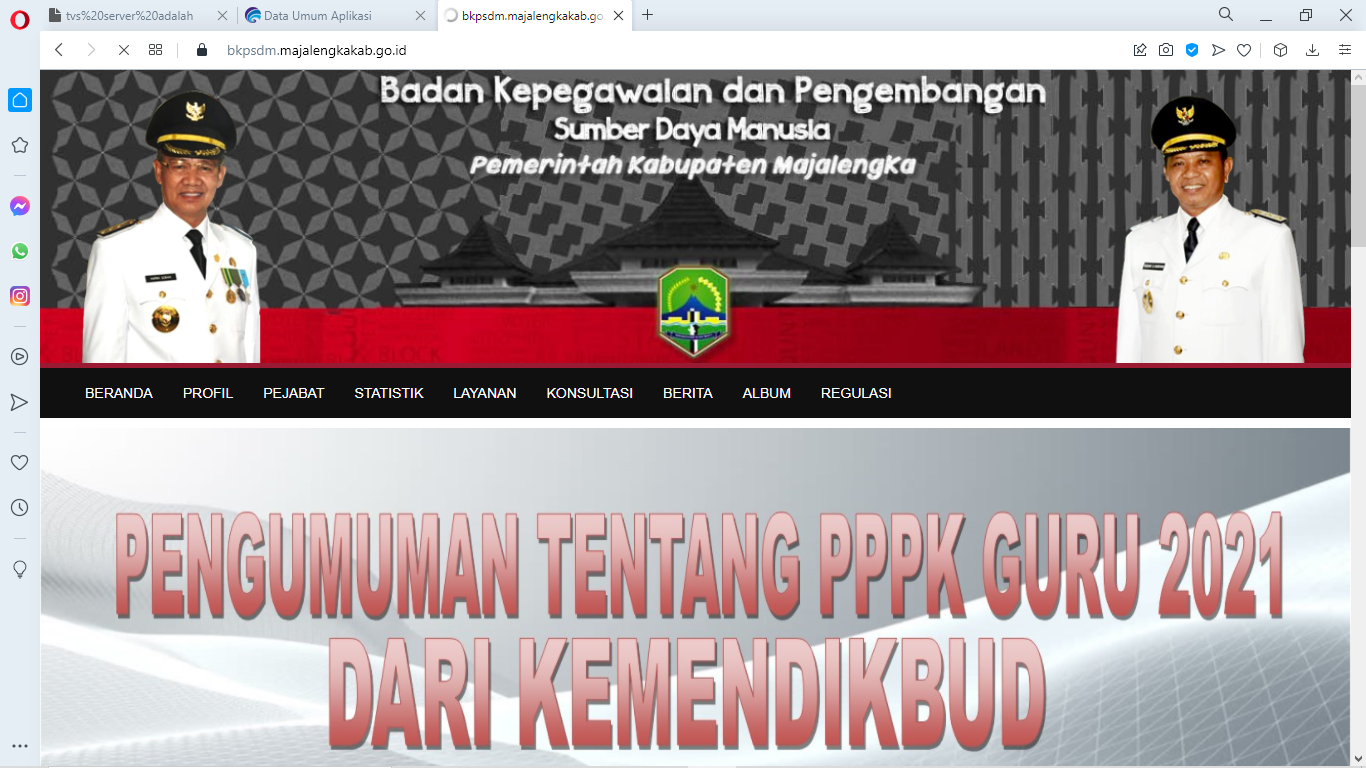 tvs%20server%20adalah
Data Umum Aplikasi
bkpsdm.majalengkakab.go
bkpsdm.majalengkakab.go.id
Badan Kepegawaian dan Pengembangan
Sumber Daya Manusia
Pemerintah Kabupaten Majalengka
BERANDA PROFIL PEJABAT STATISTIK LAYANAN KONSULTASI BERITA ALBUM REGULASI
PENGUMUMAN TENTANG PPPK GURU 2021
DARI KEMENDIKBUD